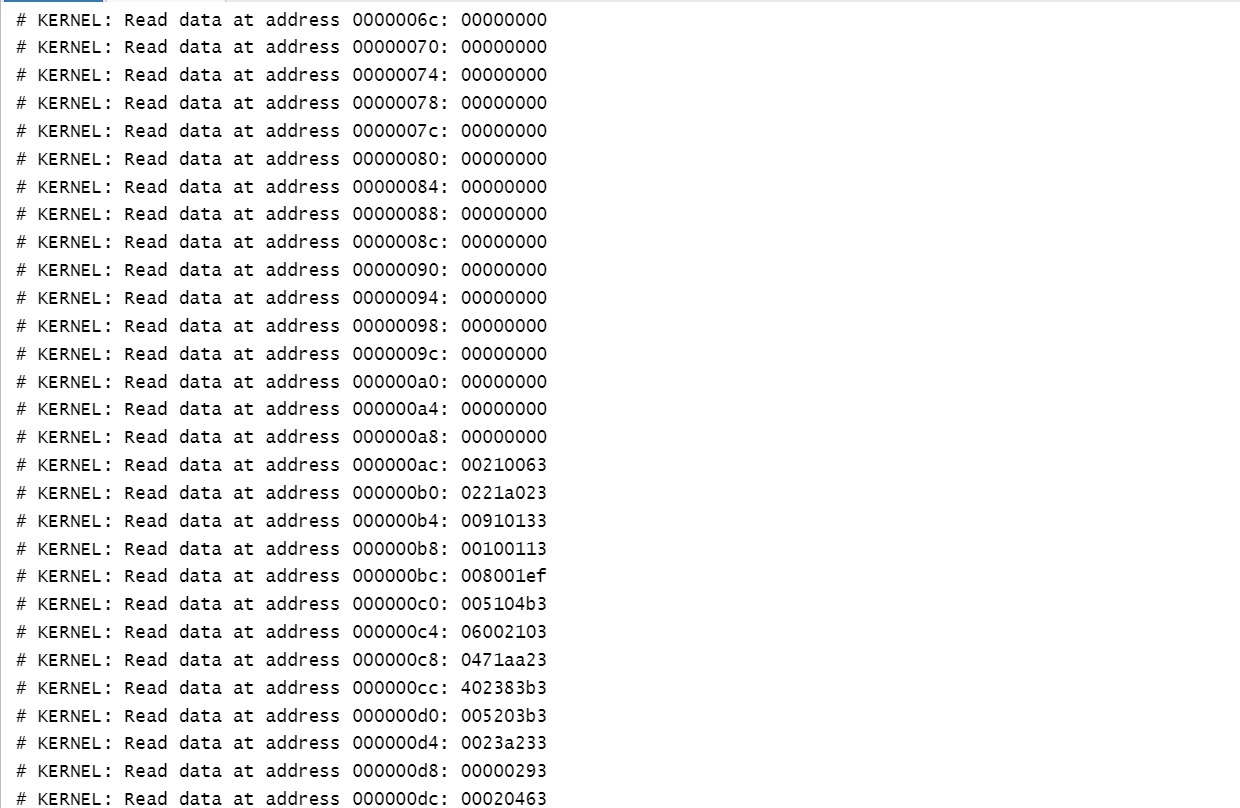 # KERNEL: Read data at address 0000006c: 00000000
# KERNEL: Read data at address 00000070: 00000000
# KERNEL: Read data at address 00000074: 00000000
# KERNEL: Read data at address 00000078: 00000000
# KERNEL: Read data at address 0000007c: 00000000
# KERNEL: Read data at address 00000080: 00000000
# KERNEL: Read data at address 00000084: 00000000
# KERNEL: Read data at address 00000088: 00000000
# KERNEL: Read data at address 0000008c: 00000000
# KERNEL: Read data at address 00000090: 00000000
# KERNEL: Read data at address 00000094: 00000000
# KERNEL: Read data at address 00000098: 00000000
# KERNEL: Read data at address 0000009c: 00000000
# KERNEL: Read data at address 000000a0: 00000000
# KERNEL: Read data at address 000000a4: 00000000
# KERNEL: Read data at address 000000a8: 00000000
# KERNEL: Read data at address 000000ac: 00210063
# KERNEL: Read data at address 000000b0: 0221a023
# KERNEL: Read data at address 000000b4: 00910133
# KERNEL: Read data at address 000000b8: 00100113
# KERNEL: Read data at address 000000bc: 008001ef
# KERNEL: Read data at address 000000c0: 005104b3
# KERNEL: Read data at address 000000c4: 06002103
# KERNEL: Read data at address 000000c8: 0471aa23
# KERNEL: Read data at address 000000cc: 402383b3
# KERNEL: Read data at address 000000d0: 005203b3
# KERNEL: Read data at address 000000d4: 0023a233
# KERNEL: Read data at address 000000d8: 00000293
# KERNEL: Read data at address 000000dc: 00020463